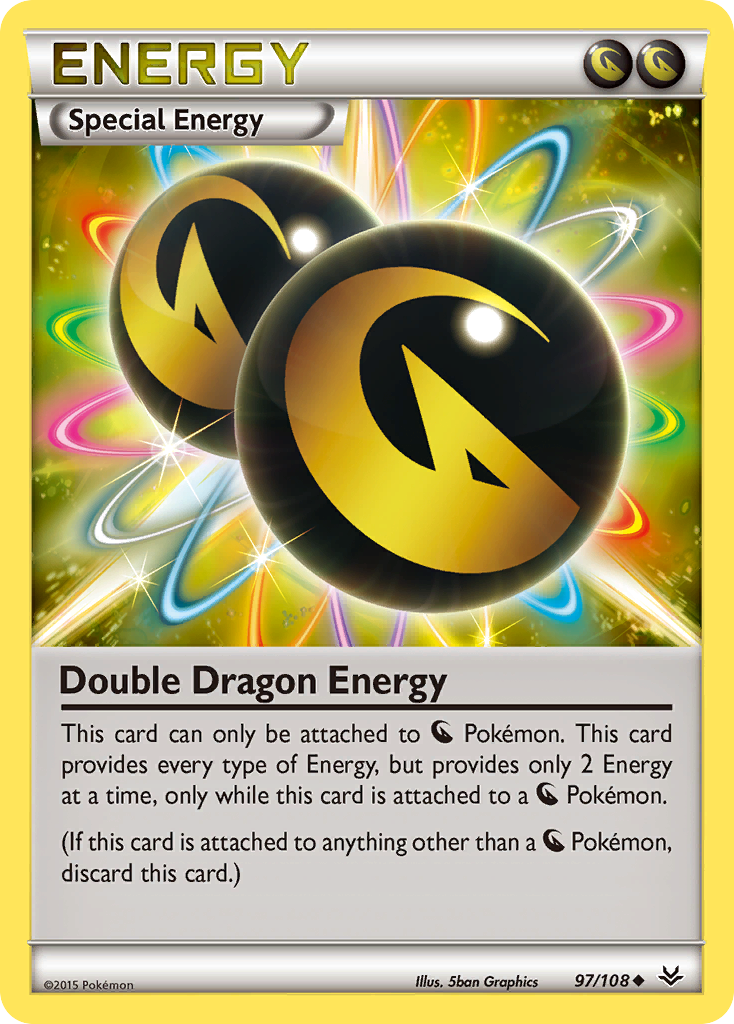 ENERGY
Special Energy
Double Dragon Energy
This card can only be attached to Pokémon. This card
provides every type of Energy, but provides only 2 Energy
at a time, only while this card is attached to a Pokémon.
(If this card is attached to anything other than a Pokémon,
discard this card.)
©2015 Pokémon
Illus. 5ban Graphics
97/108